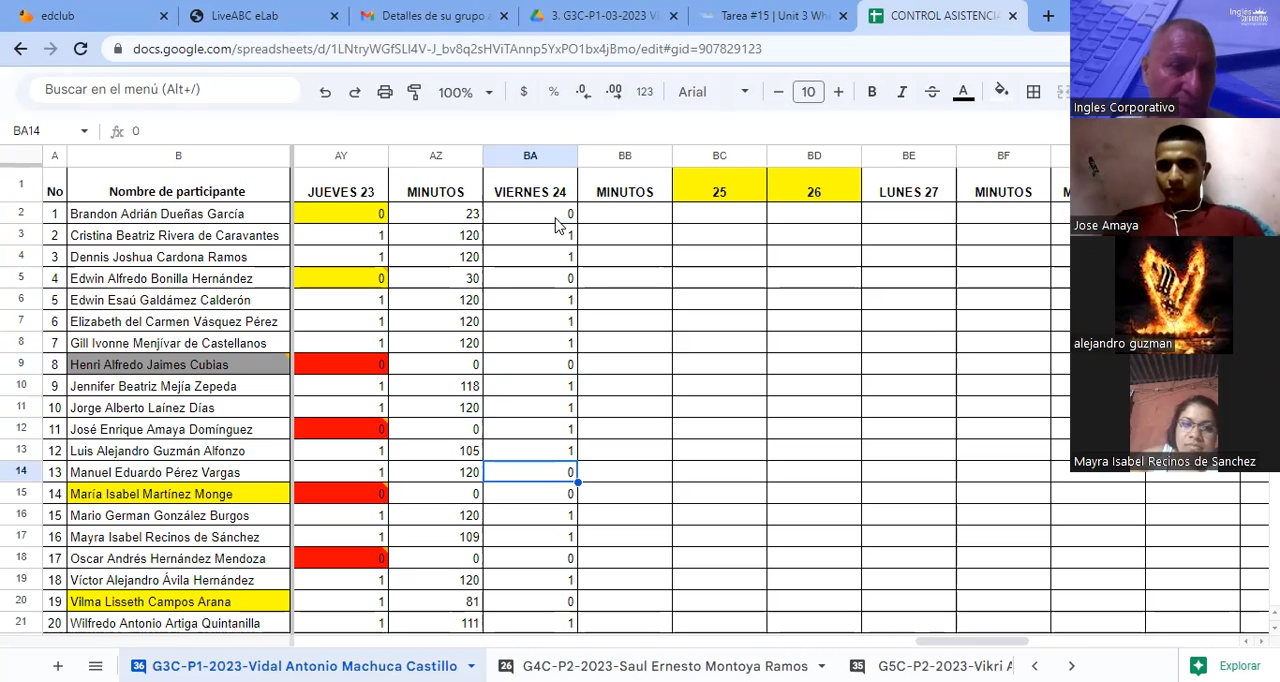 edclub
LiveABC eLab
Detalles de su grupo
G3C-P1-03-2023 Vi
Tarea #15 | Unit 3 Wh
CONTROL ASISTENCI
docs.google.com/spreadsheets/d/1LNtryWGfSLl4V-J_bv8q2sHViTAnnp5YxPO1bx4jBmo/edit#gid=907829123
Buscar en el menú (Alt+/)
100%
$ % .0 .00 123
Arial
10
B I A
BA14
fx 0
A B AY AZ BA BB BC BD BE BF
1 No Nombre de participante JUEVES 23 MINUTOS VIERNES 24 MINUTOS 25 26 LUNES 27 MINUTOS M
2 1 Brandon Adrián Dueñas García 0 23 0
3 2 Cristina Beatriz Rivera de Caravantes 1 120 1
4 3 Dennis Joshua Cardona Ramos 1 120 1
5 4 Edwin Alfredo Bonilla Hernández 0 30 0
6 5 Edwin Esaú Galdámez Calderón 1 120 1
7 6 Elizabeth del Carmen Vásquez Pérez 1 120 1
8 7 Gill Ivonne Menjívar de Castellanos 1 120 1
9 8 Henri Alfredo Jaimes Cubias 0 0 0
10 9 Jennifer Beatriz Mejía Zepeda 1 118 1
11 10 Jorge Alberto Laínez Días 1 120 1
12 11 José Enrique Amaya Domínguez 0 0 0
13 12 Luis Alejandro Guzmán Alfonzo 1 105 1
14 13 Manuel Eduardo Pérez Vargas 1 120 0
15 14 María Isabel Martínez Monge 0 0 0
16 15 Mario German González Burgos 1 120 1
17 16 Mayra Isabel Recinos de Sánchez 1 109 1
18 17 Oscar Andrés Hernández Mendoza 0 0 0
19 18 Víctor Alejandro Ávila Hernández 1 120 1
20 19 Vilma Lisseth Campos Arana 1 81 0
21 20 Wilfredo Antonio Artiga Quintanilla 1 111 1
36 G3C-P1-2023-Vidal Antonio Machuca Castillo
26 G4C-P2-2023-Saul Ernesto Montoya Ramos
35 G5C-P2-2023-Vikri A
Explorar
Inglés Corporativo
Ingles Corporativo
Jose Amaya
alejandro guzman
Mayra Isabel Recinos de Sanchez